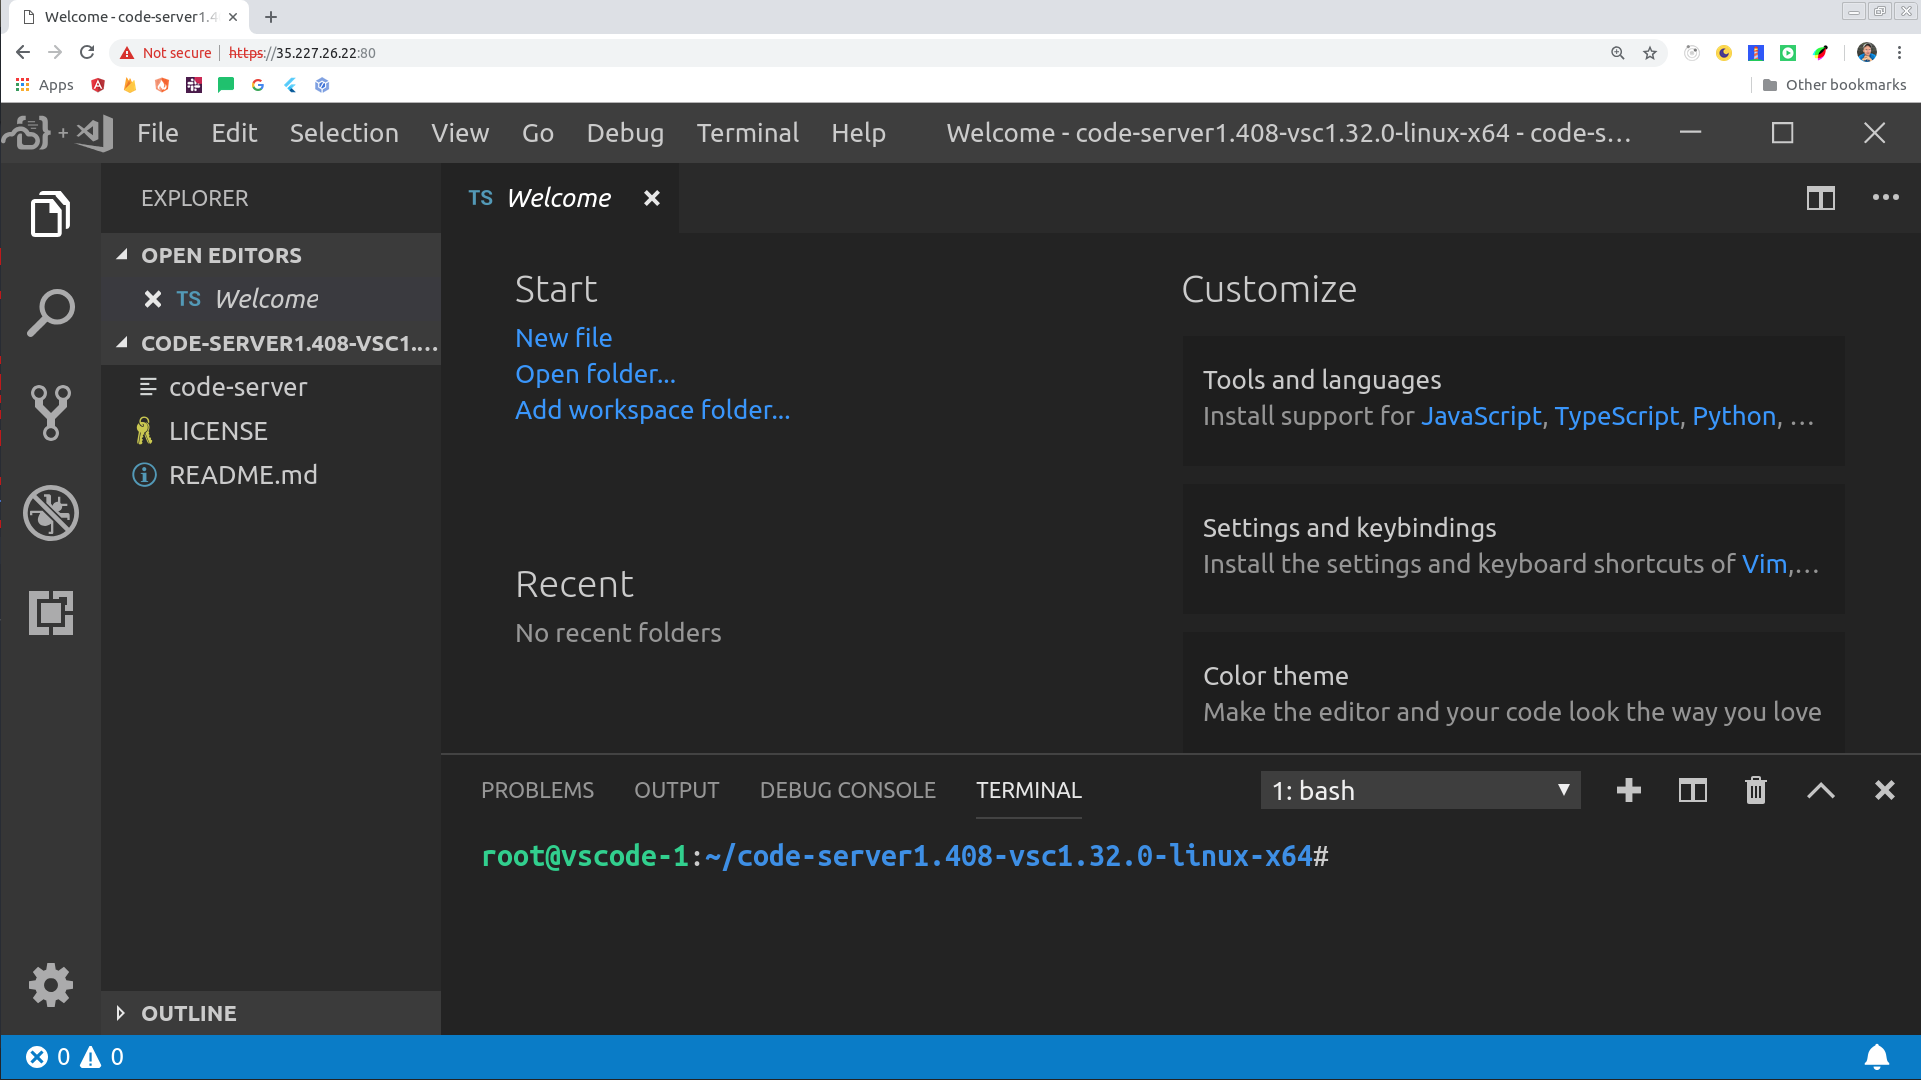 Welcome - code-server1.4
Not secure https://35.227.26.22:80
Apps
Other bookmarks
File Edit Selection View Go Debug Terminal Help
Welcome - code-server1.408-vsc1.32.0-linux-x64 - code-s...
EXPLORER
TS Welcome
OPEN EDITORS
TS Welcome
CODE-SERVER1.408-VSC1....
code-server
LICENSE
README.md
OUTLINE
Start
New file
Open folder...
Add workspace folder...
Recent
No recent folders
Customize
Tools and languages
Install support for JavaScript, TypeScript, Python, ...
Settings and keybindings
Install the settings and keyboard shortcuts of Vim,...
Color theme
Make the editor and your code look the way you love
PROBLEMS OUTPUT DEBUG CONSOLE TERMINAL
1: bash
root@vscode-1:~/code-server1.408-vsc1.32.0-linux-x64#
0 0